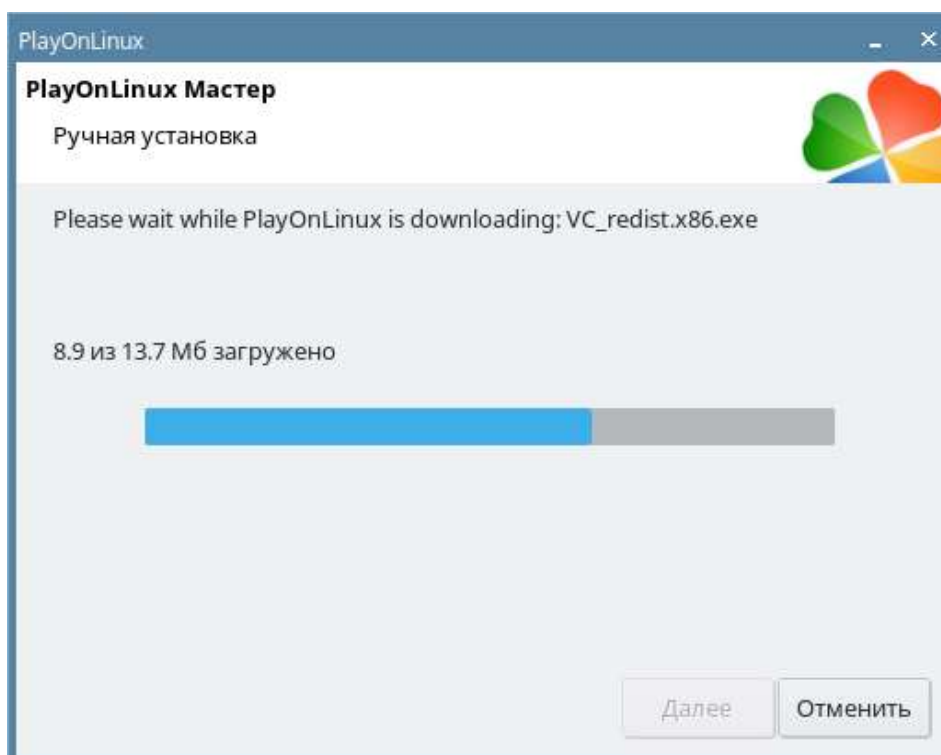 PlayOnLinux
PlayOnLinux Мастер
Ручная установка
Please wait while PlayOnLinux is downloading: VC_redist.x86.exe
8.9 из 13.7 Мб загружено
Далее
Отменить